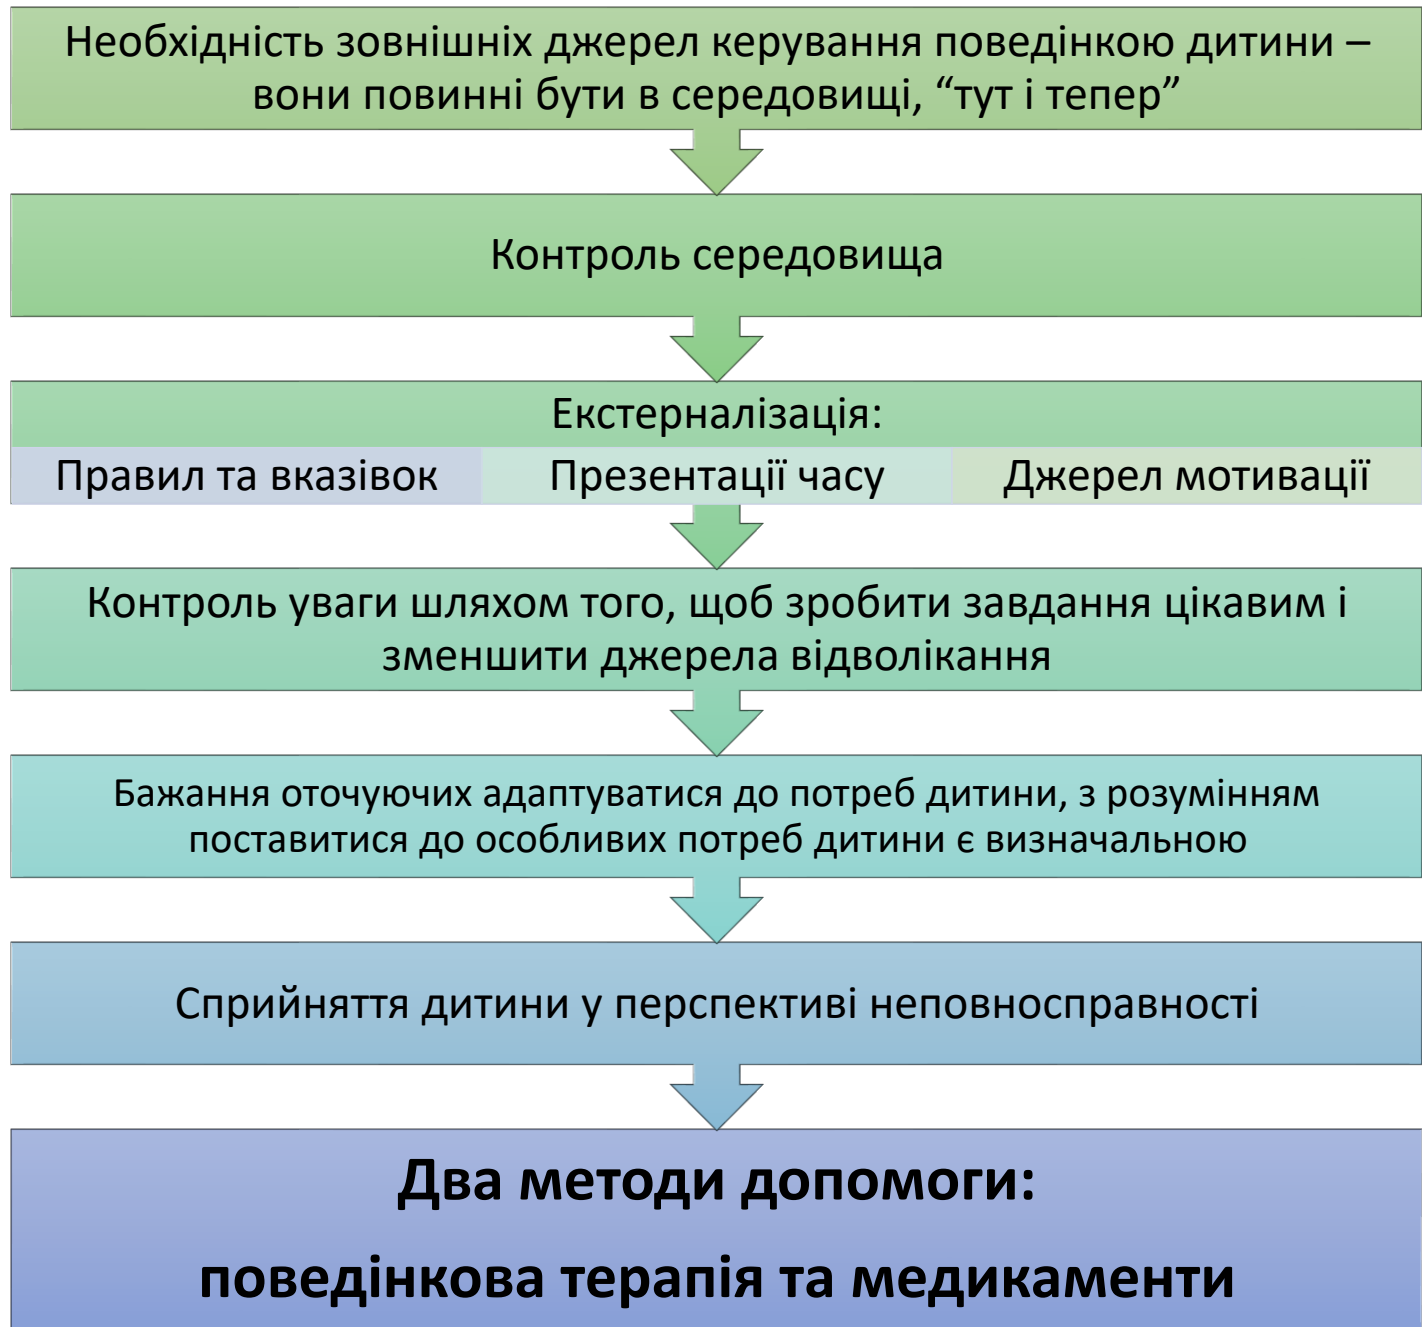 Необхідність зовнішніх джерел керування поведінкою дитини –
вони повинні бути в середовищі, “тут і тепер”
Контроль середовища
Екстерналізація:
Правил та вказівок
Презентації часу
Джерел мотивації
Контроль уваги шляхом того, щоб зробити завдання цікавим і
зменшити джерела відволікання
Бажання оточуючих адаптуватися до потреб дитини, з розумінням
поставитися до особливих потреб дитини є визначальною
Сприйняття дитини у перспективі неповносправності
Два методи допомоги:
поведінкова терапія та медикаменти